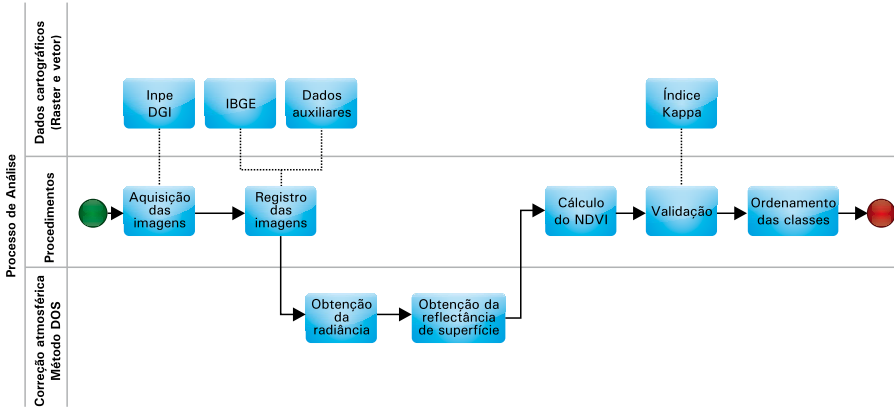 Processo de Análise
Dados cartográficos
(Raster e vetor)
Inpe
DGI
IBGE
Dados
auxiliares
Índice
Kappa
Procedimentos
Aquisição
das
imagens
Registro
das
imagens
Cálculo
do NDVI
Validação
Ordenamento
das classes
Correção atmosférica
Método DOS
Obtenção
da
radiância
Obtenção da
reflectância
de superfície